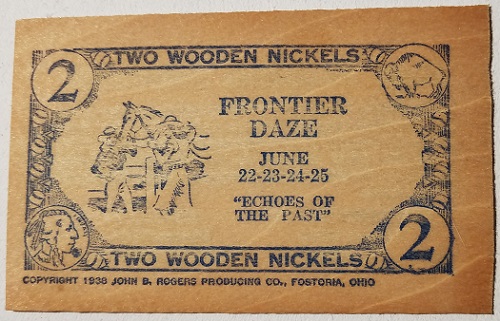 2
TWO WOODEN NICKELS
FRONTIER
DAZE
JUNE
22-23-24-25
"ECHOES OF
THE PAST"
2
TWO WOODEN NICKELS
COPYRIGHT 1938 JOHN B. ROGERS PRODUCING CO., FOSTORIA, OHIO